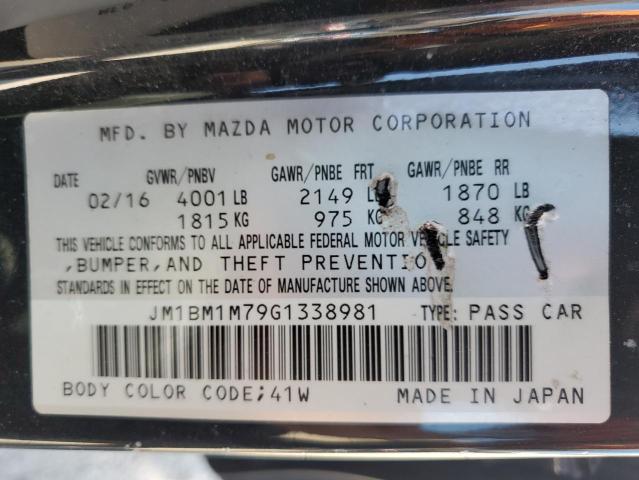 MFD. BY MAZDA MOTOR CORPORATION
DATE GVWR/PNBV GAWR/PNBE FRT GAWR/PNBE RR
02/16 4001 LB 2149 LB 1870 LB
1815 KG 975 KG 848 KG
THIS VEHICLE CONFORMS TO ALL APPLICABLE FEDERAL MOTOR VEHICLE SAFETY
,BUMPER,AND THEFT PREVENTION
STANDARDS IN EFFECT ON THE DATE OF MANUFACTURE SHOWN ABOVE.
JM1BM1M79G1338981 TYPE: PASS CAR
BODY COLOR CODE;41W MADE IN JAPAN